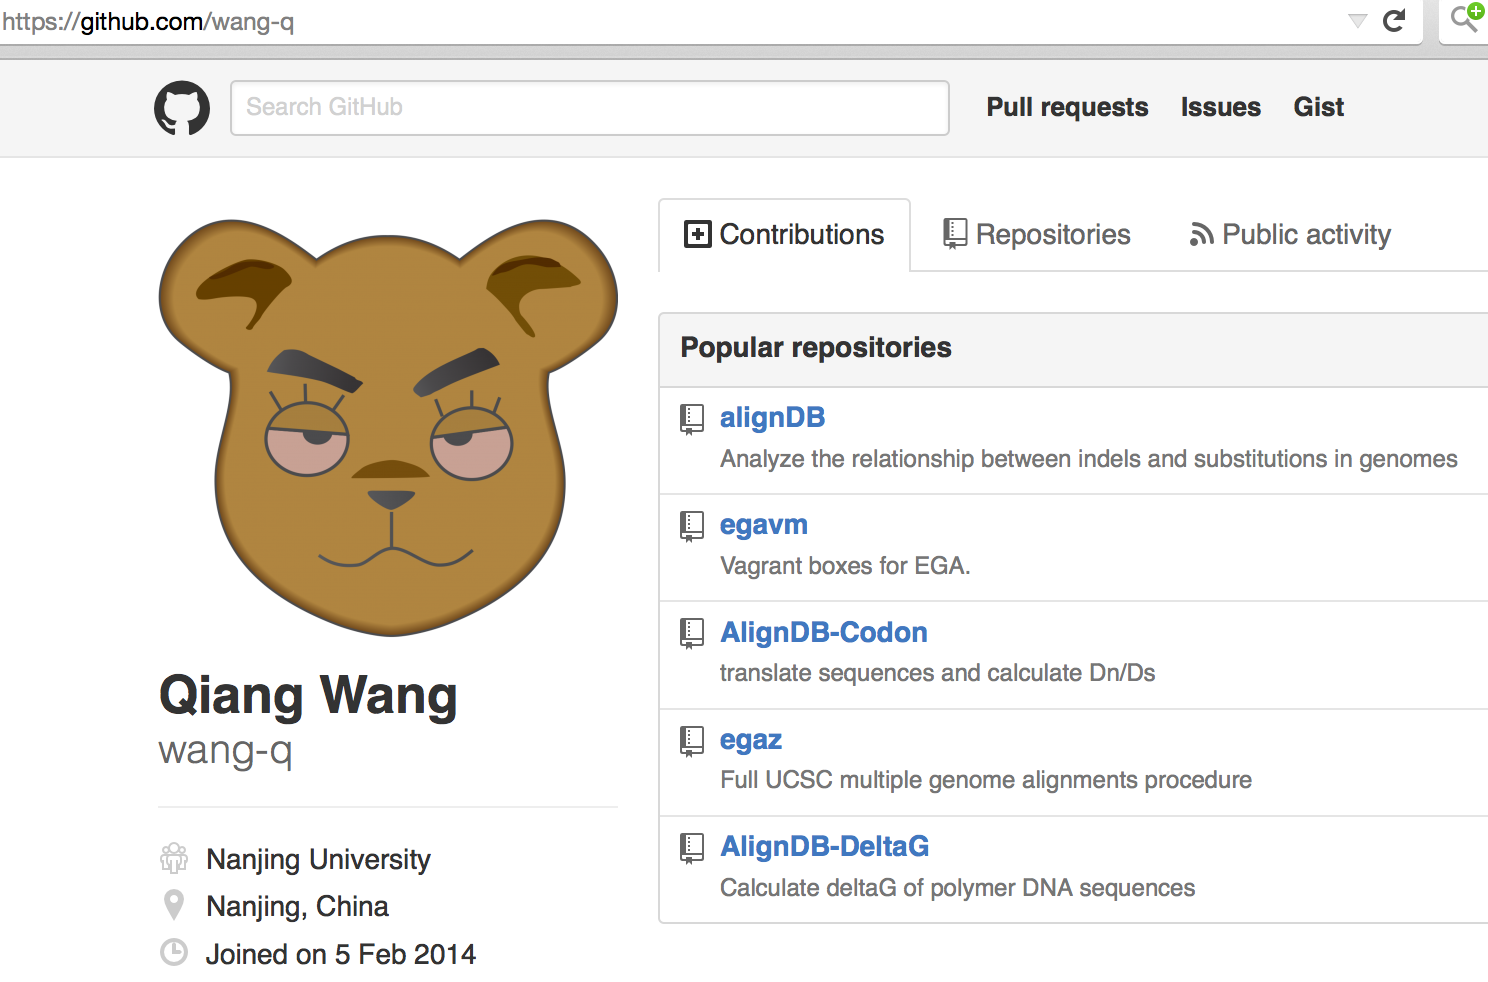 https://github.com/wang-q
Search GitHub
Pull requests Issues Gist
Contributions Repositories Public activity
Popular repositories
alignDB
Analyze the relationship between indels and substitutions in genomes
egavm
Vagrant boxes for EGA.
AlignDB-Codon
translate sequences and calculate Dn/Ds
egaz
Full UCSC multiple genome alignments procedure
AlignDB-DeltaG
Calculate deltaG of polymer DNA sequences
Qiang Wang
wang-q
Nanjing University
Nanjing, China
Joined on 5 Feb 2014